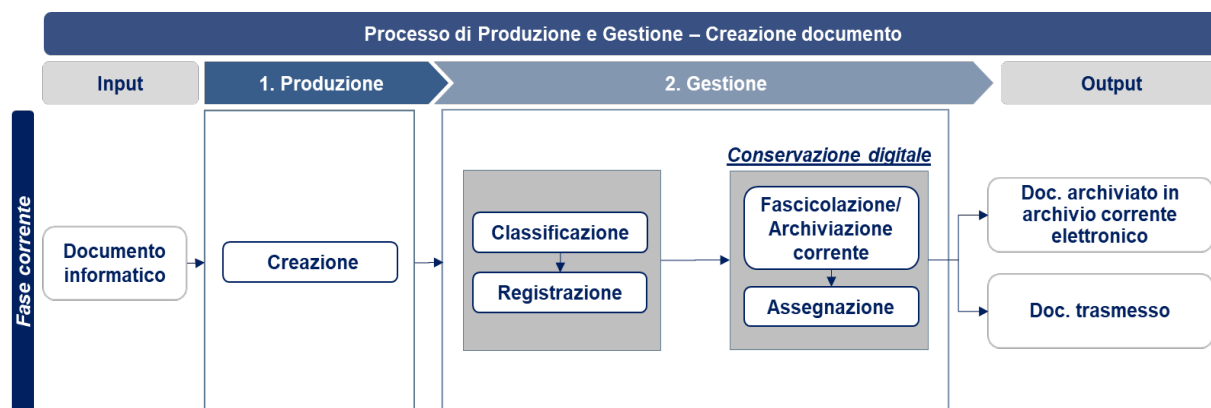 Processo di Produzione e Gestione – Creazione documento
Input
1. Produzione
2. Gestione
Output
Fase corrente
Documento
informatico
Creazione
Classificazione
Registrazione
Conservazione digitale
Fascicolazione/
Archiviazione
corrente
Assegnazione
Doc. archiviato in
archivio corrente
elettronico
Doc. trasmesso